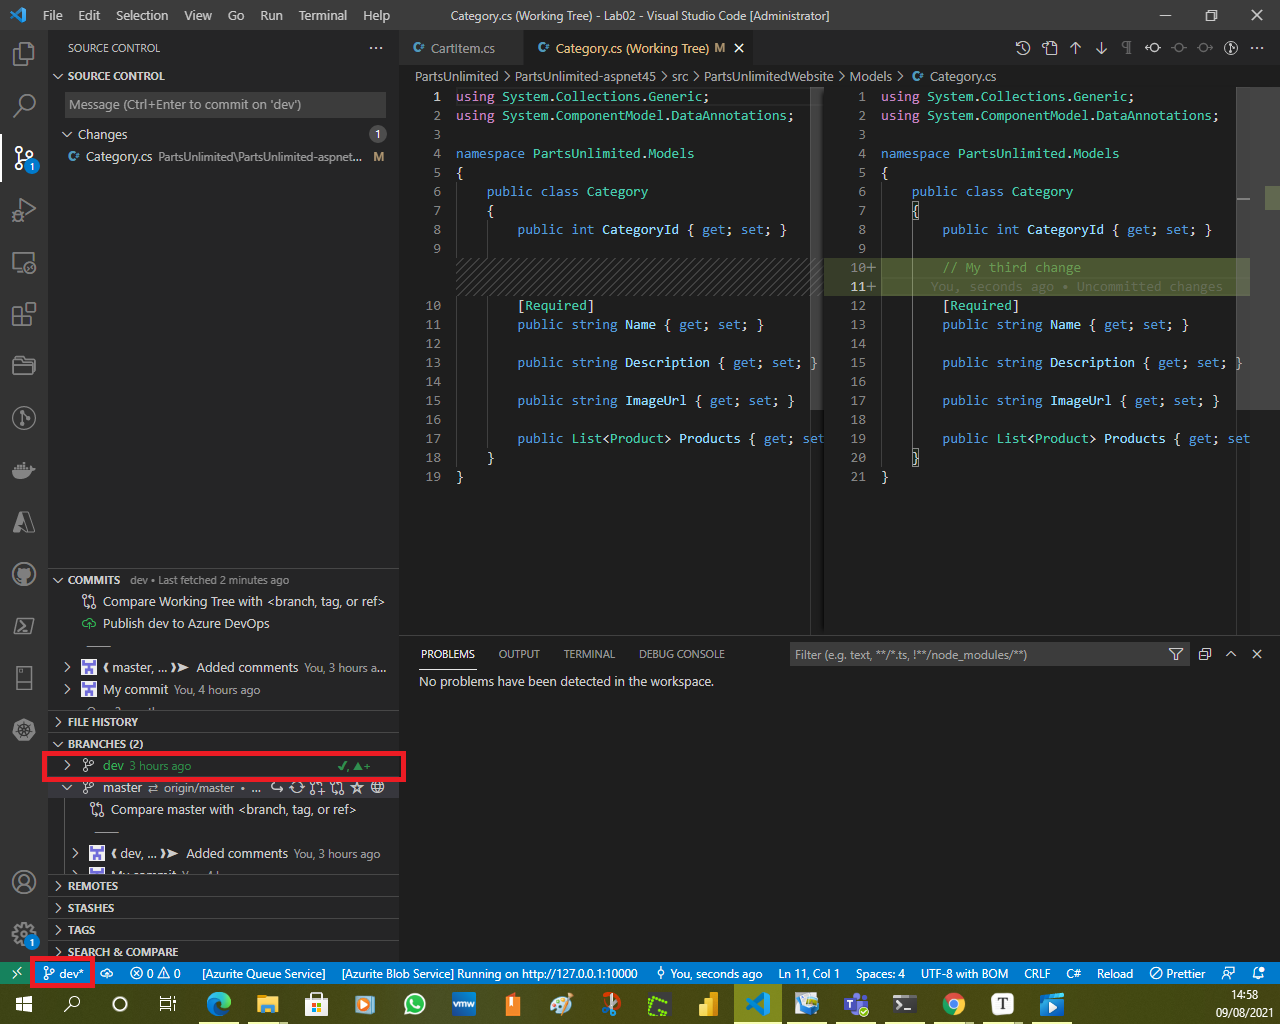 File Edit Selection View Go Run Terminal Help Category.cs (Working Tree) - Lab02 - Visual Studio Code [Administrator]
SOURCE CONTROL
SOURCE CONTROL
Message (Ctrl+Enter to commit on 'dev')
Changes 1
Category.cs PartsUnlimited\PartsUnlimited-aspnet... M
1
CartItem.cs Category.cs (Working Tree) M
PartsUnlimited > PartsUnlimited-aspnet45 > src > PartsUnlimitedWebsite > Models > Category.cs
1 using System.Collections.Generic;
2 using System.ComponentModel.DataAnnotations;
3
4 namespace PartsUnlimited.Models
5 {
6 public class Category
7 {
8 public int CategoryId { get; set; }
9
10 [Required]
11 public string Name { get; set; }
12
13 public string Description { get; set; }
14
15 public string ImageUrl { get; set; }
16
17 public List<Product> Products { get; set
18 }
19 }
1 using System.Collections.Generic;
2 using System.ComponentModel.DataAnnotations;
3
4 namespace PartsUnlimited.Models
5 {
6 public class Category
7 {
8 public int CategoryId { get; set; }
9
10+ // My third change
11+ You, seconds ago • Uncommitted changes
12 [Required]
13 public string Name { get; set; }
14
15 public string Description { get; set; }
16
17 public string ImageUrl { get; set; }
18
19 public List<Product> Products { get; set
20 }
21 }
COMMITS dev • Last fetched 2 minutes ago
Compare Working Tree with <branch, tag, or ref>
Publish dev to Azure DevOps
master, ... Added comments You, 3 hours a...
My commit You, 4 hours ago
FILE HISTORY
BRANCHES (2)
dev 3 hours ago ✓, ▲+
master ⇄ origin/master • ...
Compare master with <branch, tag, or ref>
dev, ... Added comments You, 3 hours ago
My commit
REMOTES
STASHES
TAGS
SEARCH & COMPARE
1
PROBLEMS OUTPUT TERMINAL DEBUG CONSOLE Filter (e.g. text, **/*.ts, !**/node_modules/**)
No problems have been detected in the workspace.
dev* 0 0 [Azurite Queue Service] [Azurite Blob Service] Running on http://127.0.0.1:10000 You, seconds ago Ln 11, Col 1 Spaces: 4 UTF-8 with BOM CRLF C# Reload Prettier
vmw
T
14:58
09/08/2021